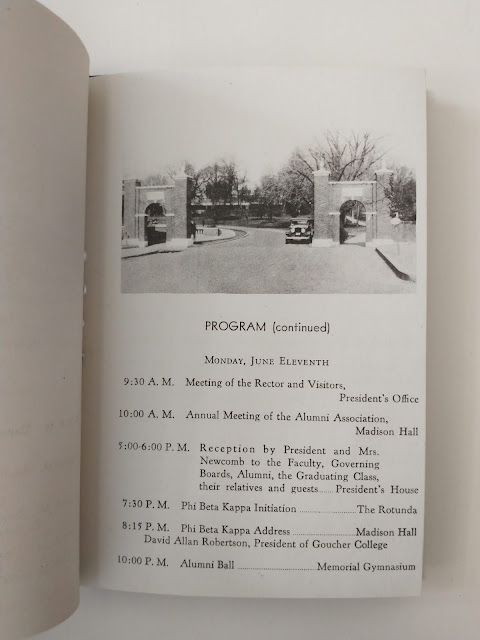 PROGRAM (continued)
MONDAY, JUNE ELEVENTH
9:30 A. M. Meeting of the Rector and Visitors,
President's Office
10:00 A. M. Annual Meeting of the Alumni Association,
Madison Hall
5:00-6:00 P. M. Reception by President and Mrs.
Newcomb to the Faculty, Governing
Boards, Alumni, the Graduating Class,
their relatives and guests......President's House
7:30 P. M. Phi Beta Kappa Initiation ..................The Rotunda
8:15 P. M. Phi Beta Kappa Address ....................Madison Hall
David Allan Robertson, President of Goucher College
10:00 P. M. Alumni Ball ........................Memorial Gymnasium